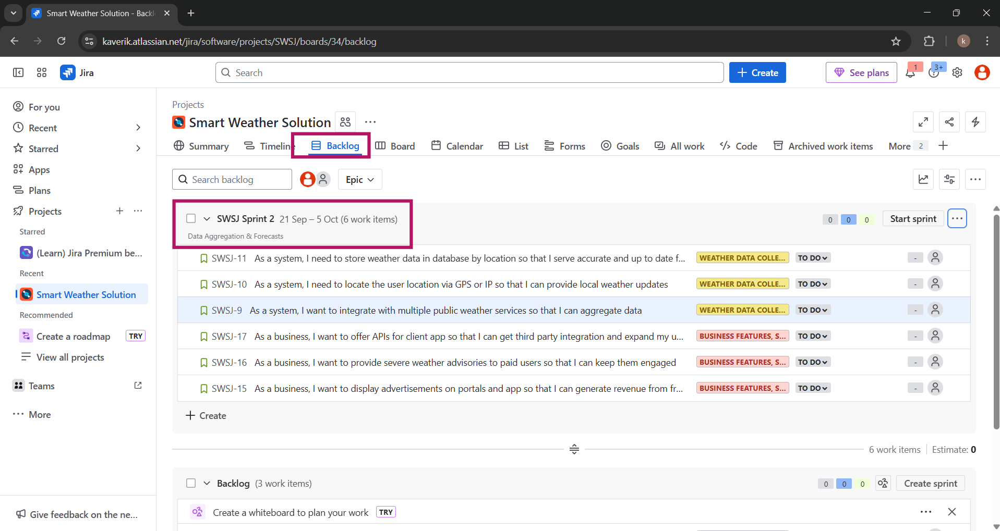 Smart Weather Solution - Backl
kaverik.atlassian.net/jira/software/projects/SWSJ/boards/34/backlog
k
Jira
Search
Create
See plans
1
3+
For you
Recent
Starred
Apps
Plans
Projects
Starred
(Learn) Jira Premium be...
Recent
Smart Weather Solution
Recommended
Create a roadmap TRY
View all projects
Teams
More
Give feedback on the ne...
Projects
Smart Weather Solution
Summary Timeline Backlog Board Calendar List Forms Goals All work Code Archived work items More 2
Search backlog
Epic
SWSJ Sprint 2 21 Sep – 5 Oct (6 work items)
0 0 0 Start sprint
Data Aggregation & Forecasts
SWSJ-11 As a system, I need to store weather data in database by location so that I serve accurate and up to date f... WEATHER DATA COLLE... TO DO -
SWSJ-10 As a system, I need to locate the user location via GPS or IP so that I can provide local weather updates WEATHER DATA COLLE... TO DO -
SWSJ-9 As a system, I want to integrate with multiple public weather services so that I can aggregate data WEATHER DATA COLLE... TO DO -
SWSJ-17 As a business, I want to offer APIs for client app so that I can get third party integration and expand my u... BUSINESS FEATURES, S... TO DO -
SWSJ-16 As a business, I want to provide severe weather advisories to paid users so that I can keep them engaged BUSINESS FEATURES, S... TO DO -
SWSJ-15 As a business, I want to display advertisements on portals and app so that I can generate revenue from fr... BUSINESS FEATURES, S... TO DO -
Create
6 work items Estimate: 0
Backlog (3 work items)
0 0 0 Create sprint
Create a whiteboard to plan your work TRY